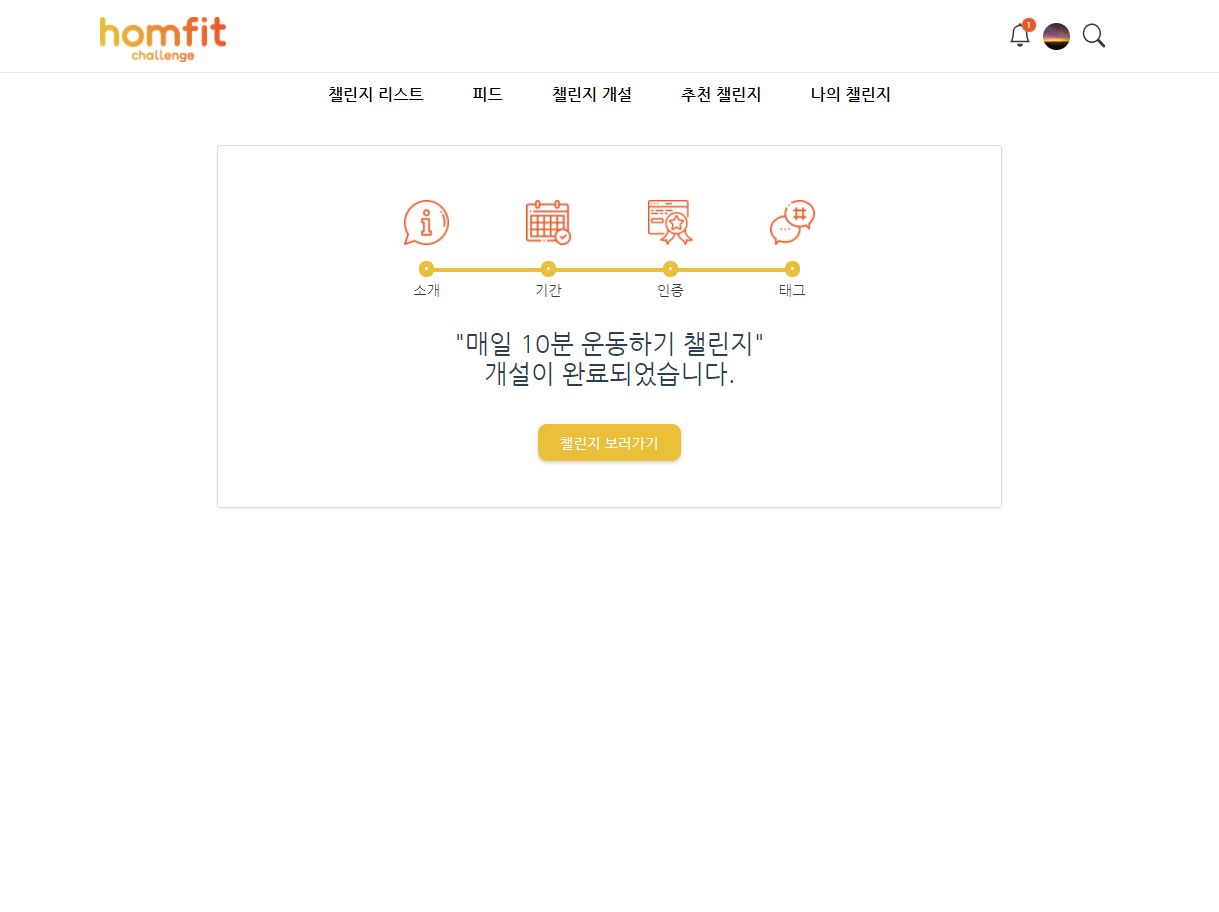 homfit
challenge
1
챌린지 리스트 피드 챌린지 개설 추천 챌린지 나의 챌린지
소개 기간 인증 태그
"매일 10분 운동하기 챌린지"
개설이 완료되었습니다.
챌린지 보러가기